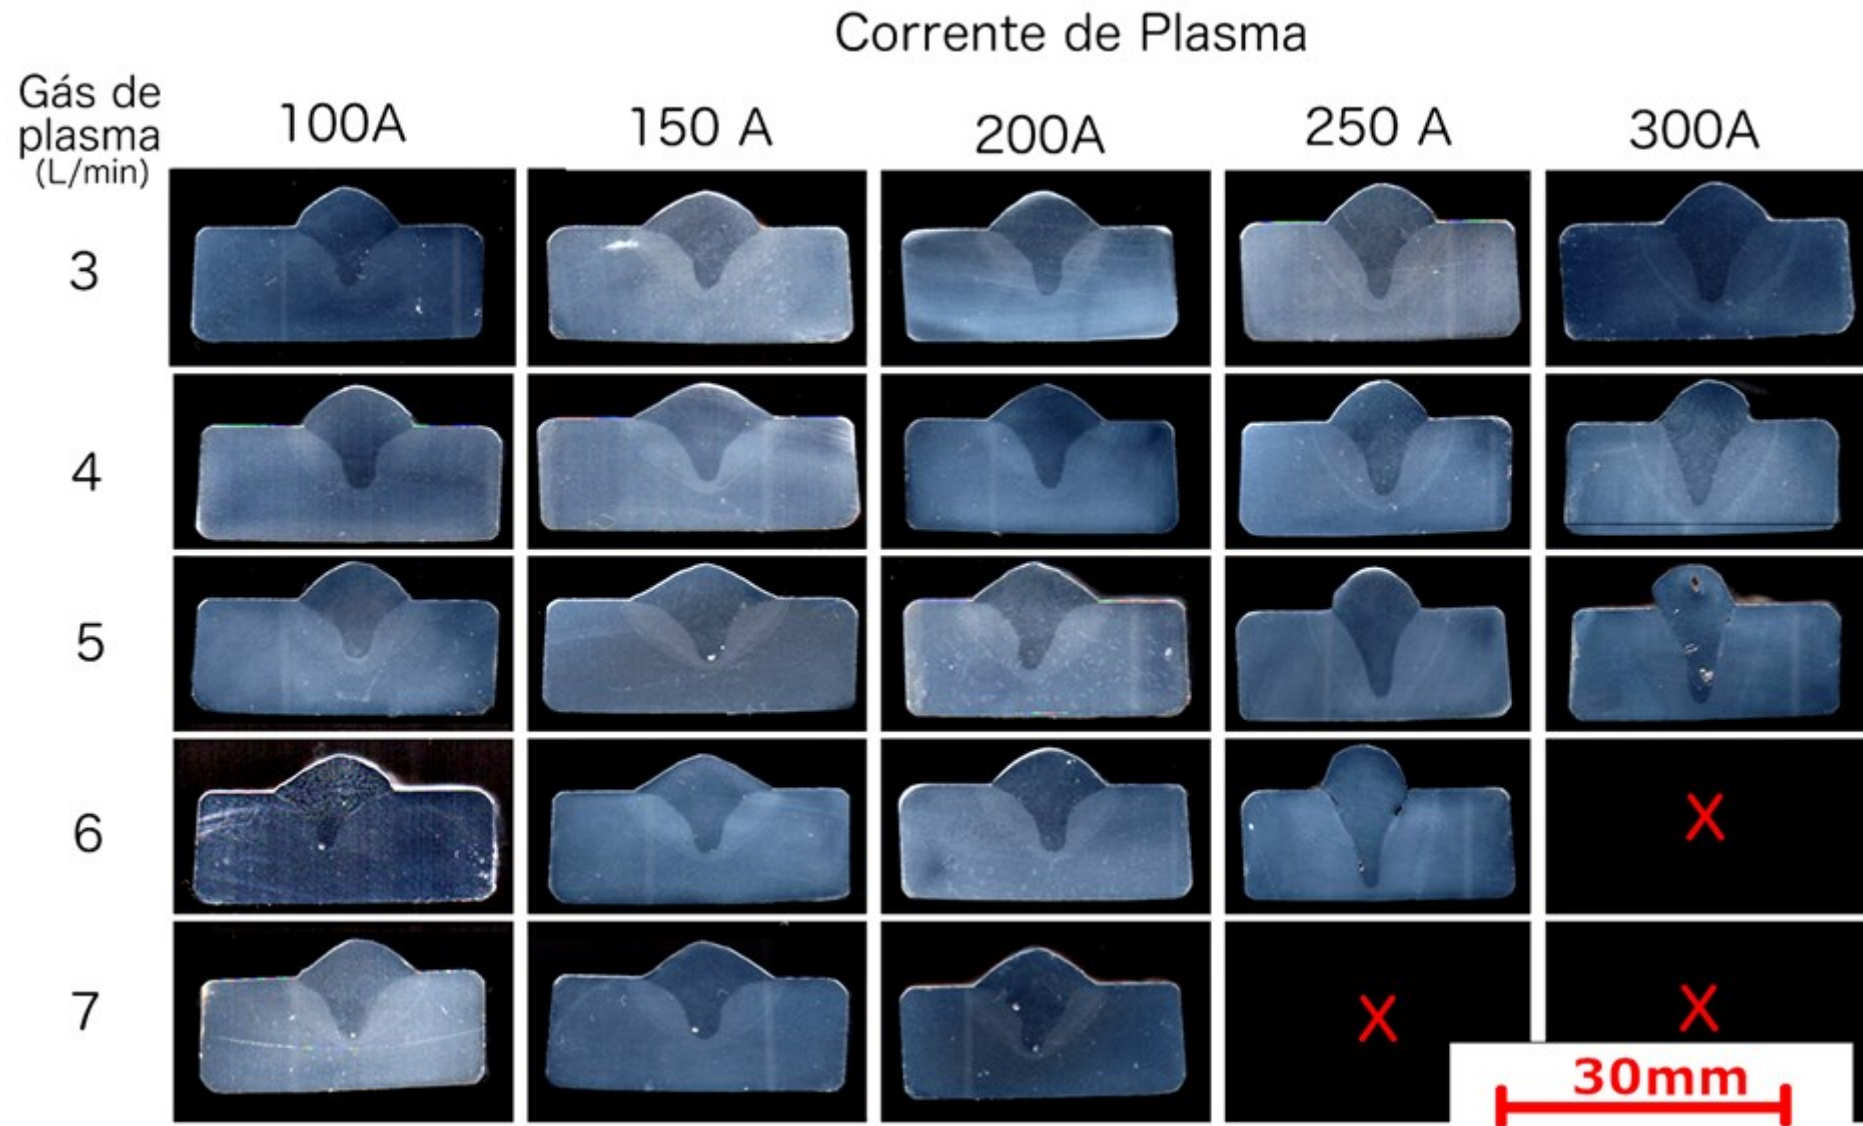 Corrente de Plasma
Gás de
plasma
(L/min)
100A
150 A
200A
250 A
300A
3
4
5
6
X
7
X
X
30mm